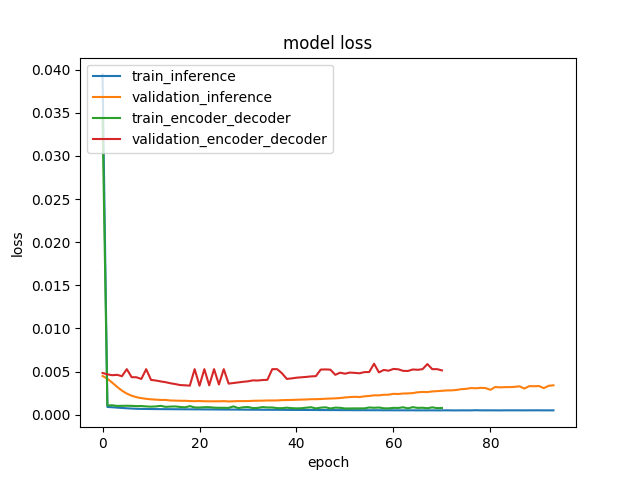 model loss
train_inference
validation_inference
train_encoder_decoder
validation_encoder_decoder
loss
0.040
0.035
0.030
0.025
0.020
0.015
0.010
0.005
0.000
0 20 40 60 80
epoch